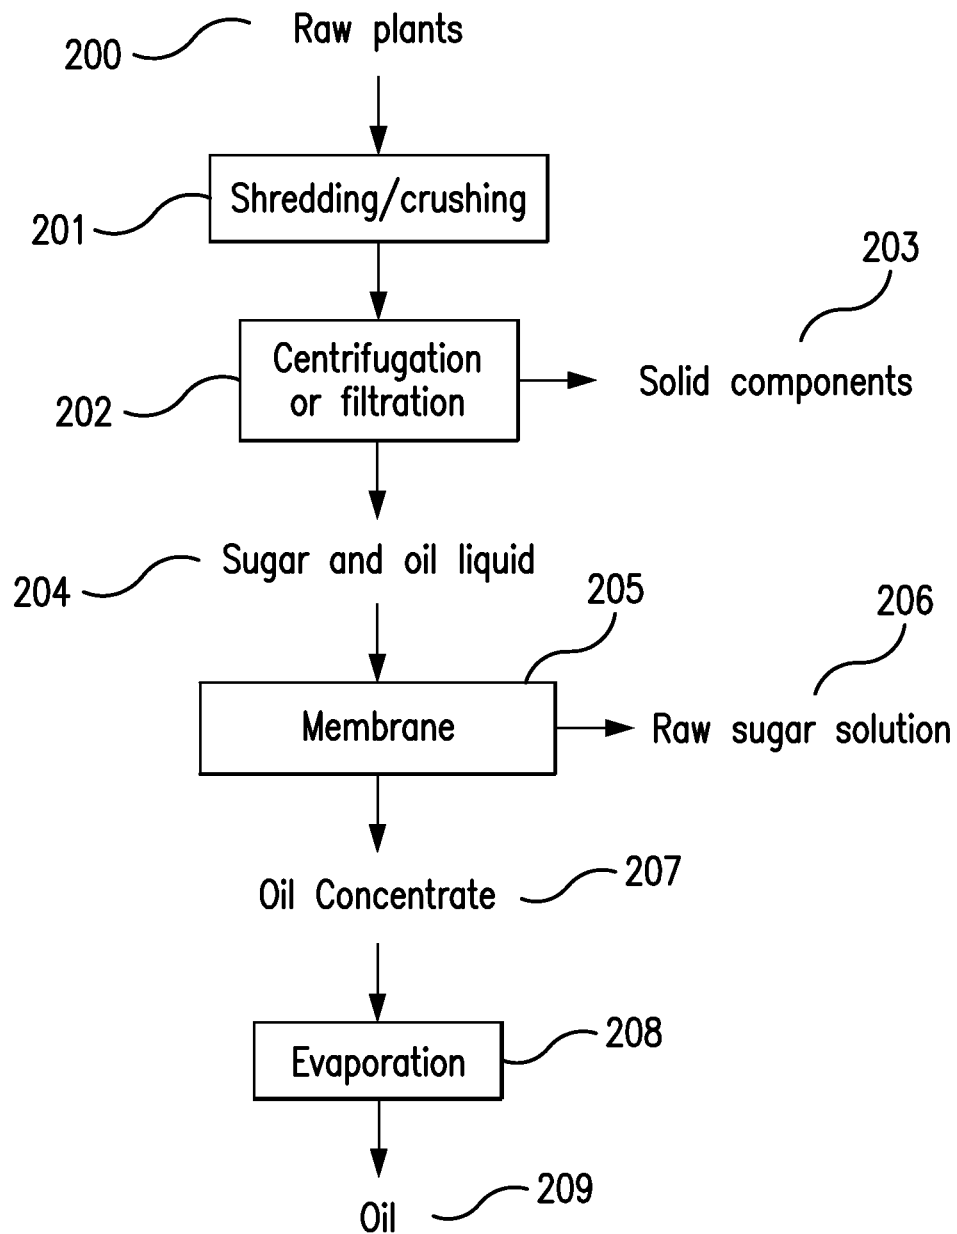 200
Raw plants
201
Shredding/crushing
203
202
Centrifugation
or filtration
Solid components
204
Sugar and oil liquid
205
206
Membrane
Raw sugar solution
Oil Concentrate
207
Evaporation
208
Oil
209